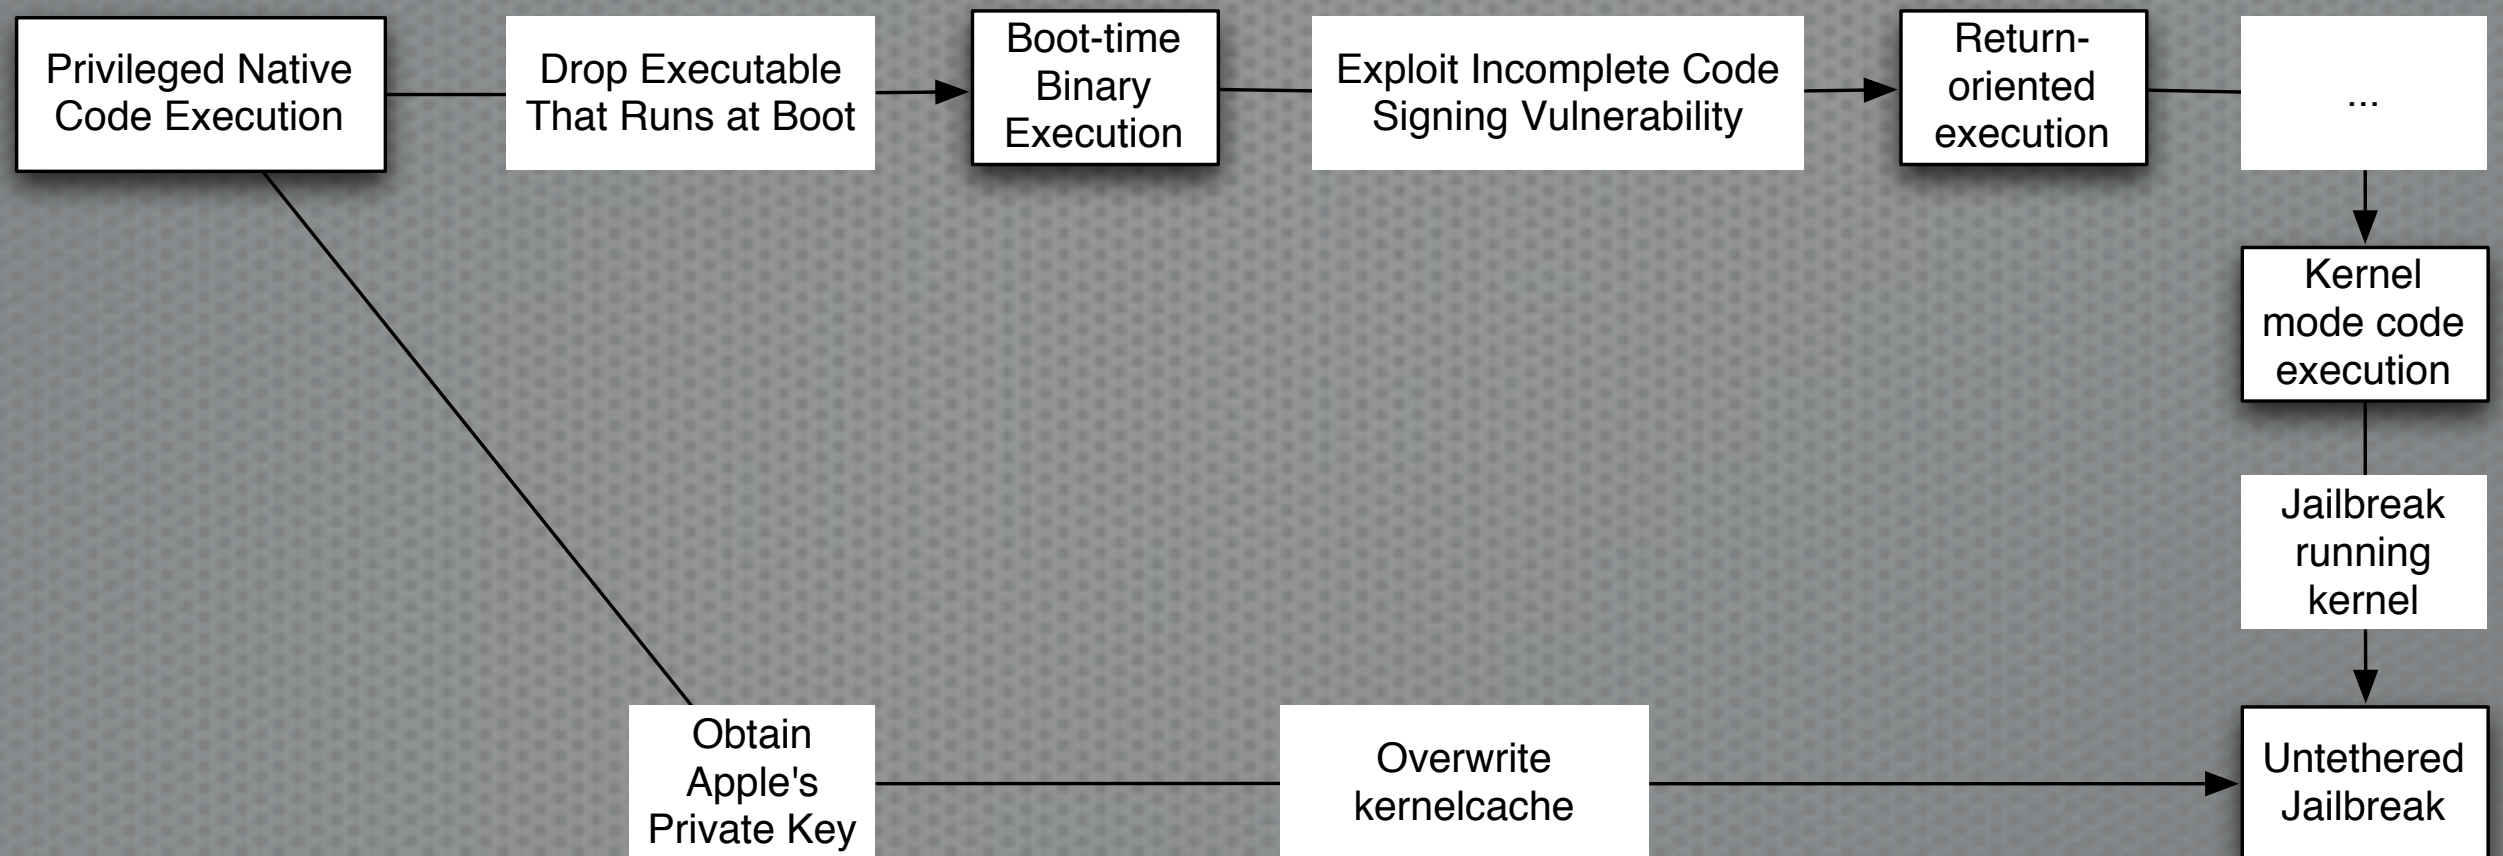 Privileged Native
Code Execution
Drop Executable
That Runs at Boot
Boot-time
Binary
Execution
Exploit Incomplete Code
Signing Vulnerability
Return-
oriented
execution
...
Kernel
mode code
execution
Jailbreak
running
kernel
Obtain
Apple's
Private Key
Overwrite
kernelcache
Untethered
Jailbreak